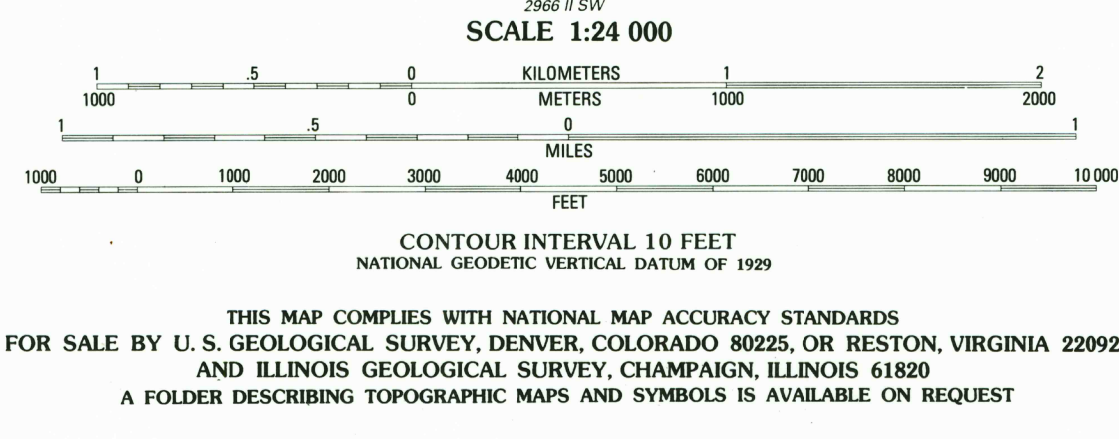 2966 II SW
SCALE 1:24 000
1 .5 0 KILOMETERS 1 2
1000 0 METERS 1000 2000
1 .5 0 1
MILES
1000 0 1000 2000 3000 4000 5000 6000 7000 8000 9000 10 000
FEET
CONTOUR INTERVAL 10 FEET
NATIONAL GEODETIC VERTICAL DATUM OF 1929
THIS MAP COMPLIES WITH NATIONAL MAP ACCURACY STANDARDS
FOR SALE BY U. S. GEOLOGICAL SURVEY, DENVER, COLORADO 80225, OR RESTON, VIRGINIA 22092
AND ILLINOIS GEOLOGICAL SURVEY, CHAMPAIGN, ILLINOIS 61820
A FOLDER DESCRIBING TOPOGRAPHIC MAPS AND SYMBOLS IS AVAILABLE ON REQUEST